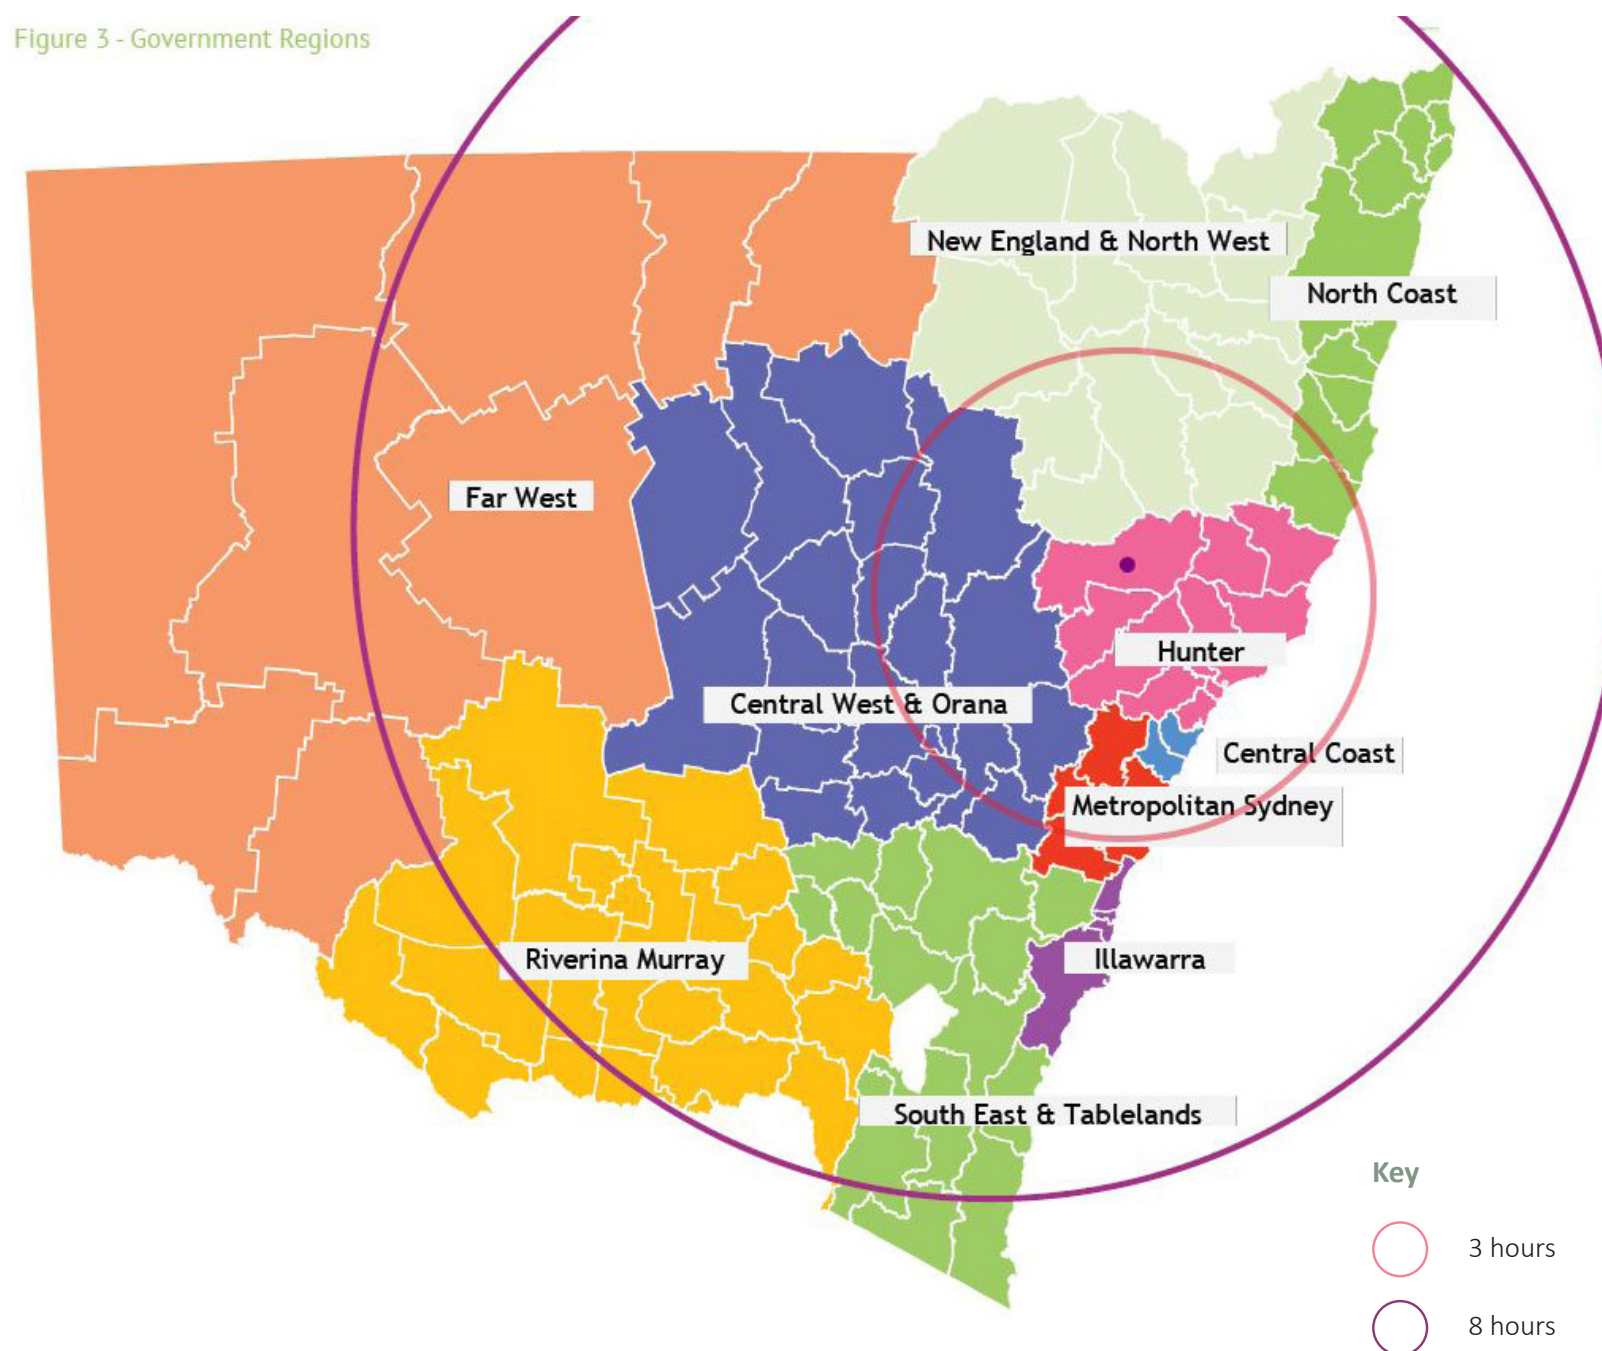 Figure 3 - Government Regions
New England & North West
North Coast
Far West
Hunter
Central West & Orana
Central Coast
Metropolitan Sydney
Riverina Murray
Illawarra
South East & Tablelands
Key
3 hours
8 hours